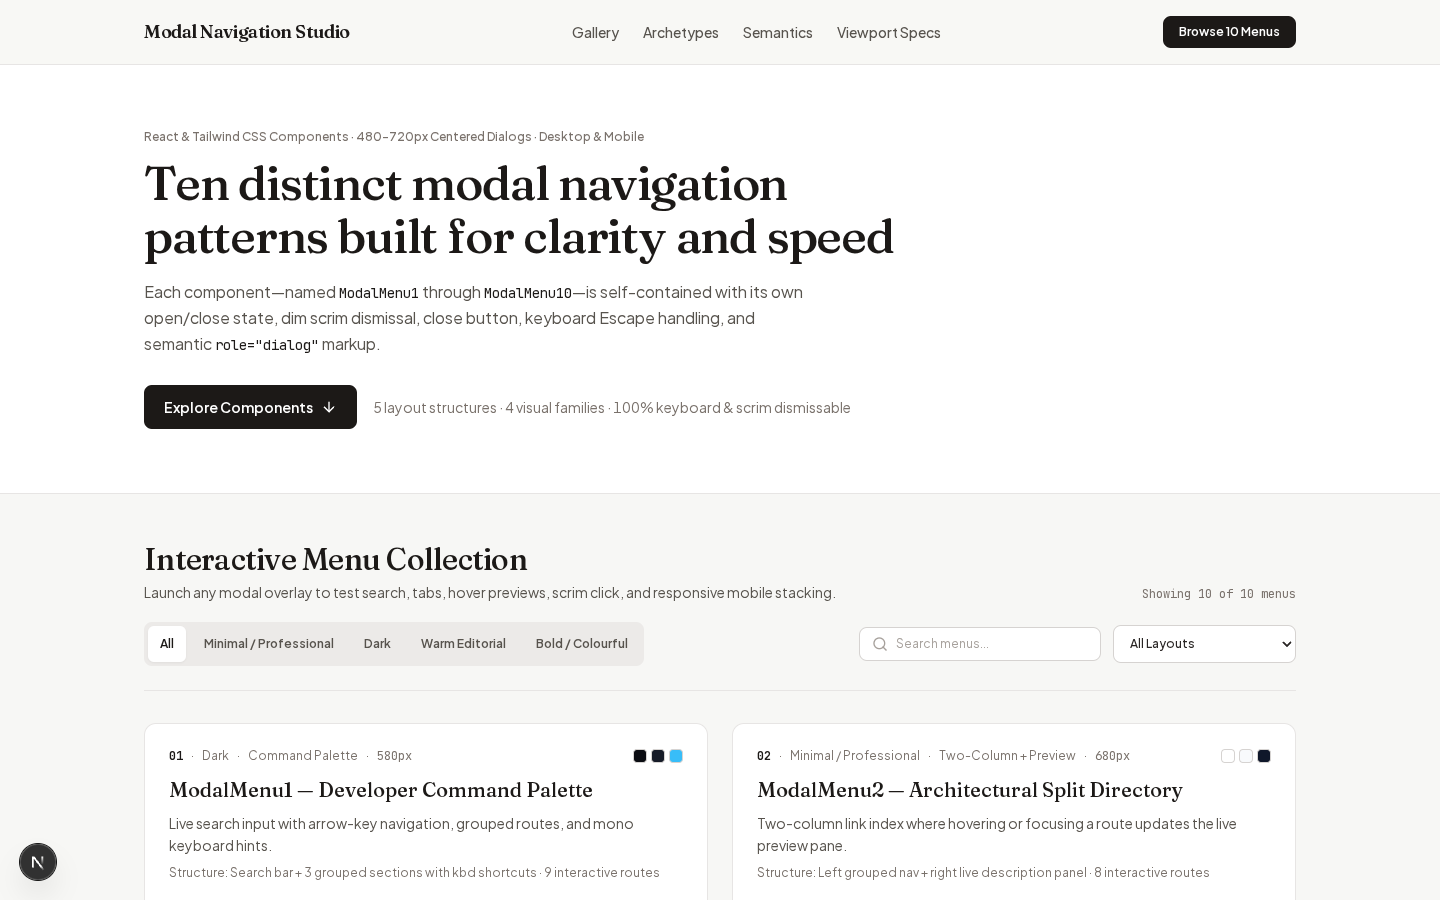 Modal Navigation Studio
Gallery
Archetypes
Semantics
Viewport Specs
Browse 10 Menus
React & Tailwind CSS Components · 480–720px Centered Dialogs · Desktop & Mobile
Ten distinct modal navigation
patterns built for clarity and speed
Each component—named ModalMenu1 through ModalMenu10—is self-contained with its own
open/close state, dim scrim dismissal, close button, keyboard Escape handling, and
semantic role="dialog" markup.
Explore Components ↓
5 layout structures · 4 visual families · 100% keyboard & scrim dismissable
Interactive Menu Collection
Launch any modal overlay to test search, tabs, hover previews, scrim click, and responsive mobile stacking.
Showing 10 of 10 menus
All
Minimal / Professional
Dark
Warm Editorial
Bold / Colourful
Search menus...
All Layouts
01 · Dark · Command Palette · 580px
ModalMenu1 — Developer Command Palette
Live search input with arrow-key navigation, grouped routes, and mono
keyboard hints.
Structure: Search bar + 3 grouped sections with kbd shortcuts · 9 interactive routes
02 · Minimal / Professional · Two-Column + Preview · 680px
ModalMenu2 — Architectural Split Directory
Two-column link index where hovering or focusing a route updates the live
preview pane.
Structure: Left grouped nav + right live description panel · 8 interactive routes
N